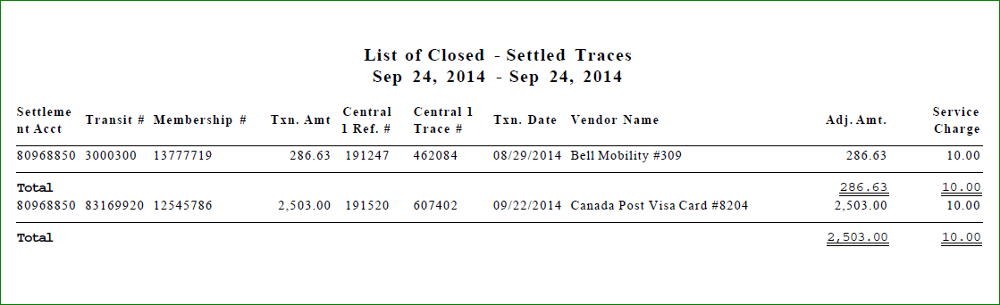 List of Closed - Settled Traces
Sep 24, 2014 - Sep 24, 2014
Settleme nt Acct Transit # Membership # Txn. Amt Central 1 Ref. # Central 1 Trace # Txn. Date Vendor Name Adj. Amt. Service Charge
80968850 3000300 13777719 286.63 191247 462084 08/29/2014 Bell Mobility #309 286.63 10.00
Total 286.63 10.00
80968850 83169920 12545786 2,503.00 191520 607402 09/22/2014 Canada Post Visa Card #8204 2,503.00 10.00
Total 2,503.00 10.00